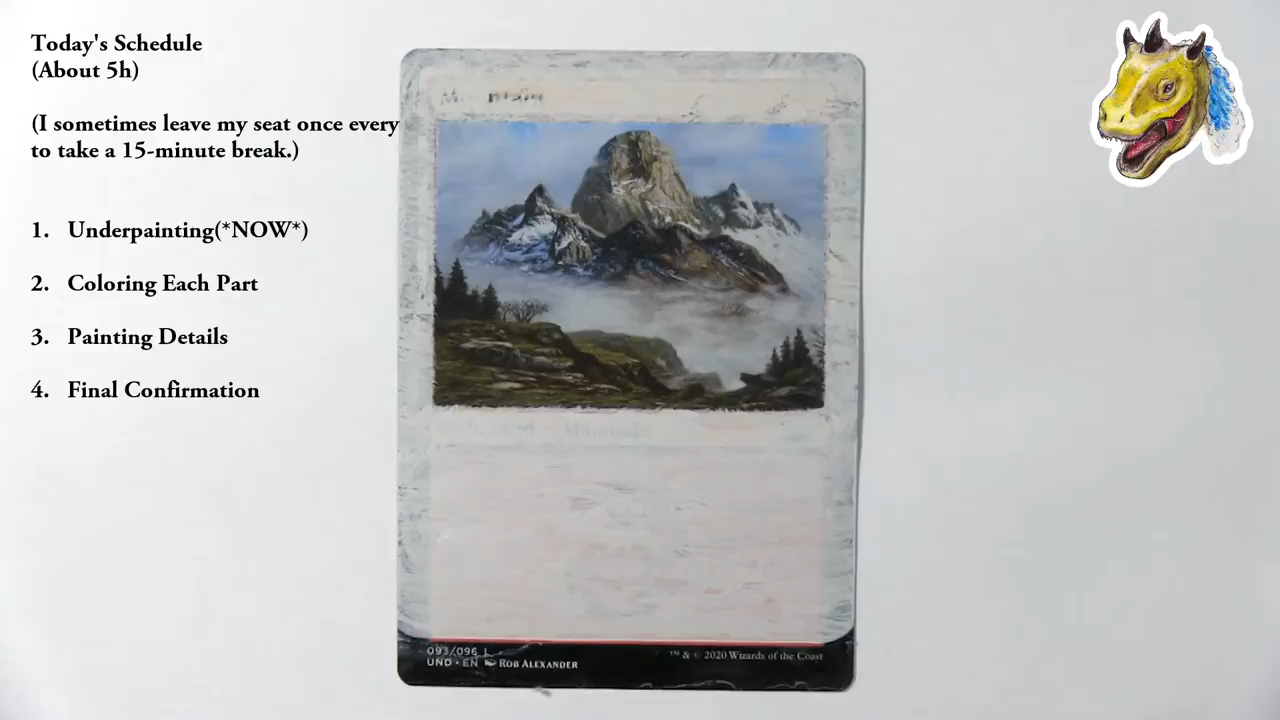 Today's Schedule
(About 5h)
(I sometimes leave my seat once every
to take a 15-minute break.)
1. Underpainting(*NOW*)
2. Coloring Each Part
3. Painting Details
4. Final Confirmation
Mountain
093/096 L
UND • EN ROB ALEXANDER
™ & © 2020 Wizards of the Coast